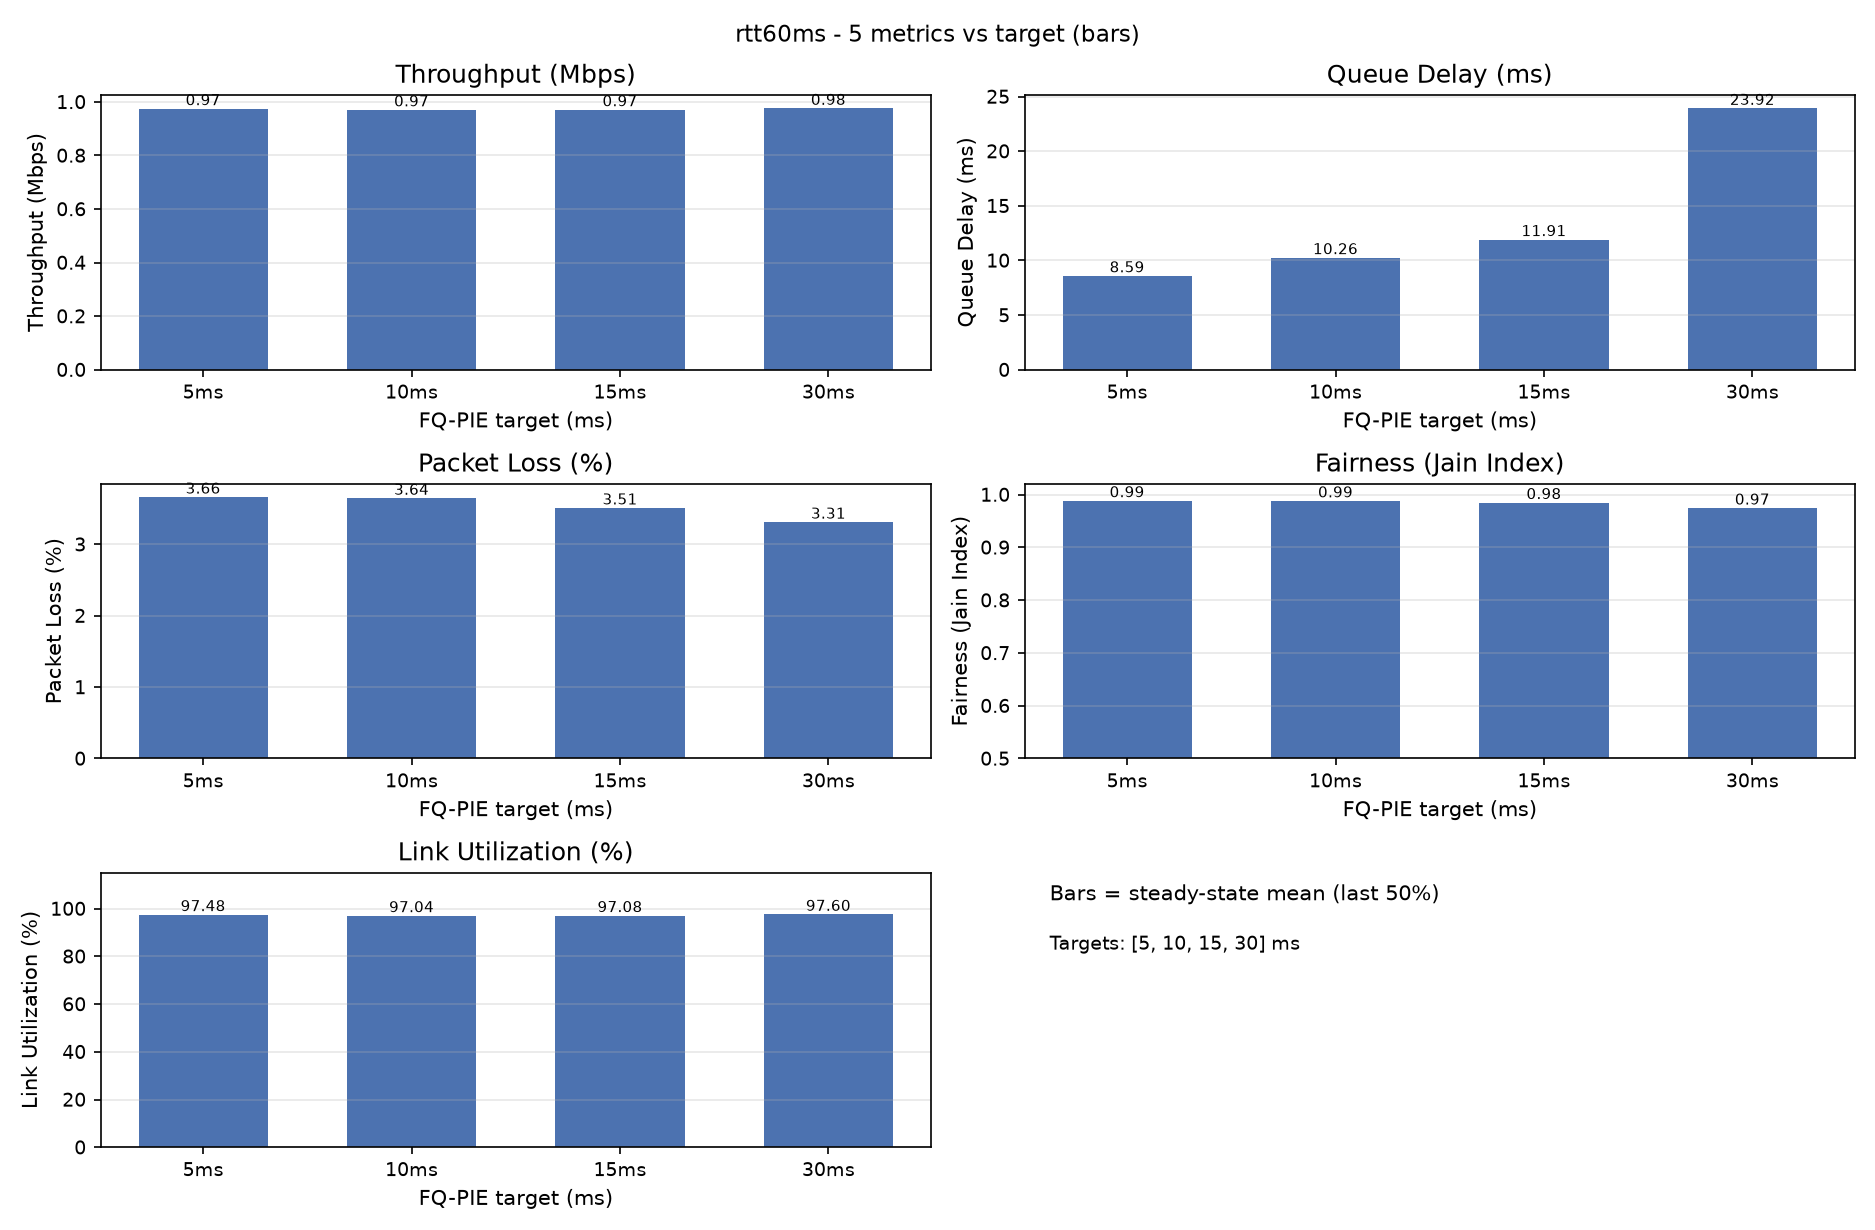 rtt60ms - 5 metrics vs target (bars)
Throughput (Mbps)
Throughput (Mbps)
1.0
0.8
0.6
0.4
0.2
0.0
0.97
0.97
0.97
0.98
5ms
10ms
15ms
30ms
FQ-PIE target (ms)
Queue Delay (ms)
Queue Delay (ms)
25
20
15
10
5
0
8.59
10.26
11.91
23.92
5ms
10ms
15ms
30ms
FQ-PIE target (ms)
Packet Loss (%)
Packet Loss (%)
3
2
1
0
3.66
3.64
3.51
3.31
5ms
10ms
15ms
30ms
FQ-PIE target (ms)
Fairness (Jain Index)
Fairness (Jain Index)
1.0
0.9
0.8
0.7
0.6
0.5
0.99
0.99
0.98
0.97
5ms
10ms
15ms
30ms
FQ-PIE target (ms)
Link Utilization (%)
Link Utilization (%)
100
80
60
40
20
0
97.48
97.04
97.08
97.60
5ms
10ms
15ms
30ms
FQ-PIE target (ms)
Bars = steady-state mean (last 50%)
Targets: [5, 10, 15, 30] ms